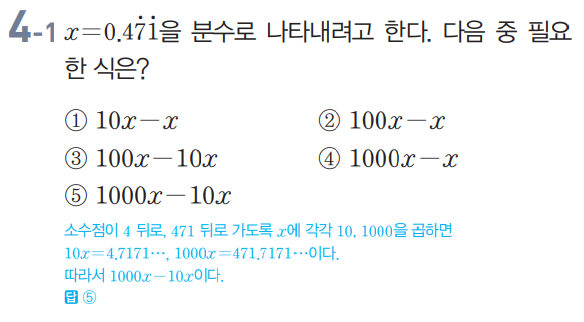 4-1 x=0.47̇1̇을 분수로 나타내려고 한다. 다음 중 필요
한 식은?
① 10x-x ② 100x-x
③ 100x-10x ④ 1000x-x
⑤ 1000x-10x
소수점이 4 뒤로, 471 뒤로 가도록 x에 각각 10, 1000을 곱하면
10x=4.7171⋯, 1000x=471.7171⋯이다.
따라서 1000x-10x이다.
답 ⑤